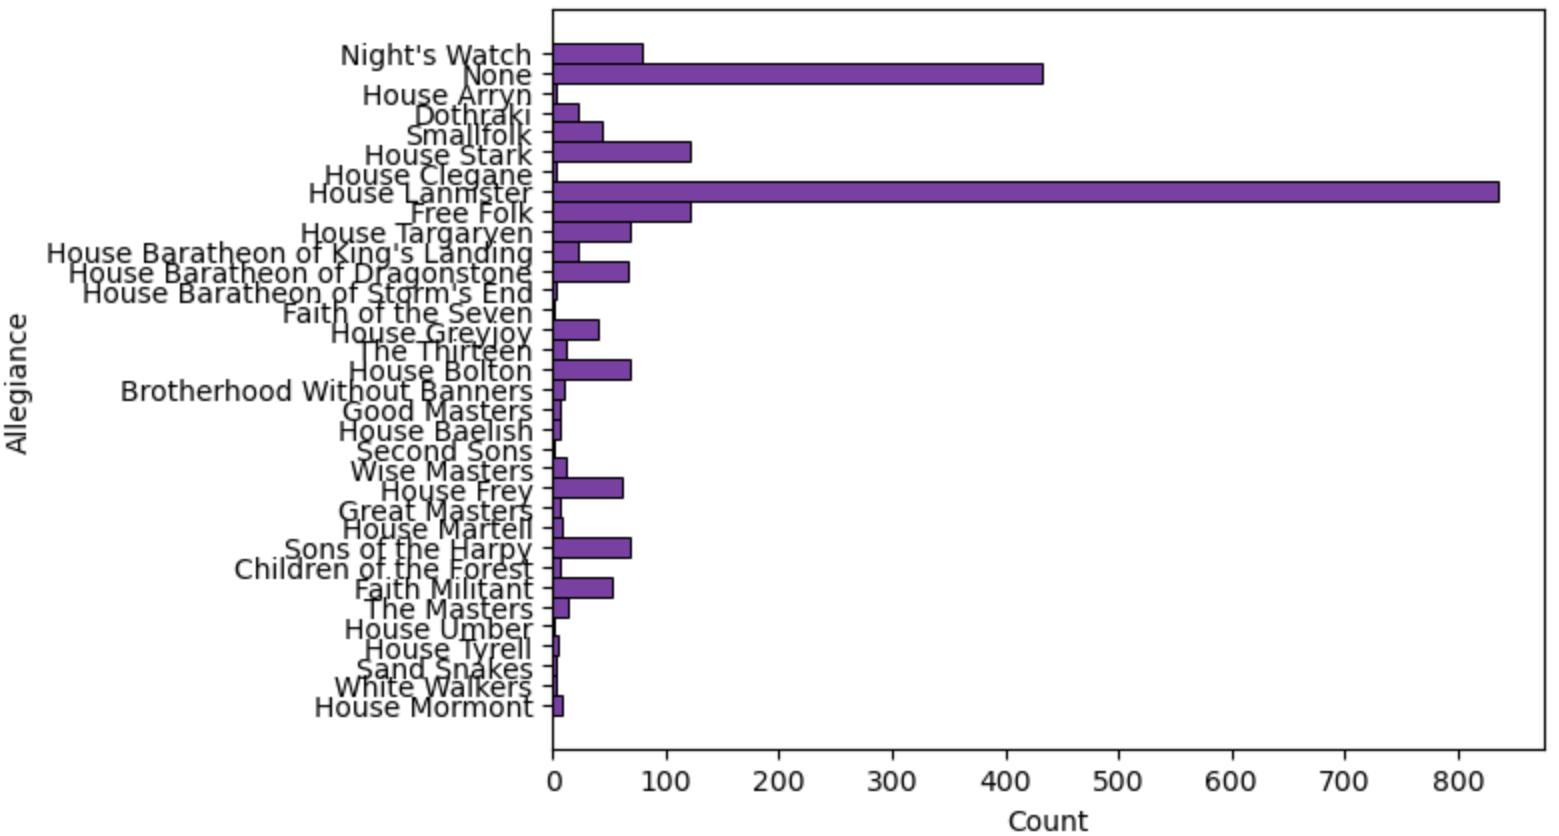 Night's Watch
None
House Arryn
Dothraki
Smallfolk
House Stark
House Clegane
House Lannister
Free Folk
House Targaryen
House Baratheon of King's Landing
House Baratheon of Dragonstone
House Baratheon of Storm's End
Faith of the Seven
House Greyjoy
The Thirteen
House Bolton
Brotherhood Without Banners
Good Masters
House Baelish
Second Sons
Wise Masters
House Frey
Great Masters
House Martell
Sons of the Harpy
Children of the Forest
Faith Militant
The Masters
House Umber
House Tyrell
Sand Snakes
White Walkers
House Mormont
Allegiance
0 100 200 300 400 500 600 700 800
Count